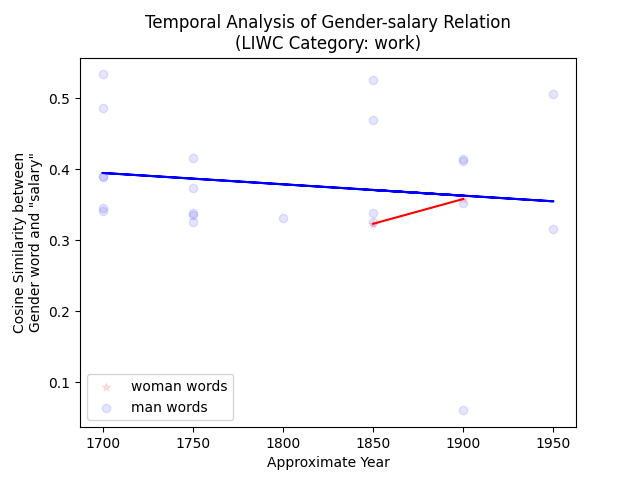 Temporal Analysis of Gender-salary Relation
(LIWC Category: work)
Cosine Similarity between
Gender word and "salary"
0.5
0.4
0.3
0.2
0.1
woman words
man words
1700
1750
1800
1850
1900
1950
Approximate Year